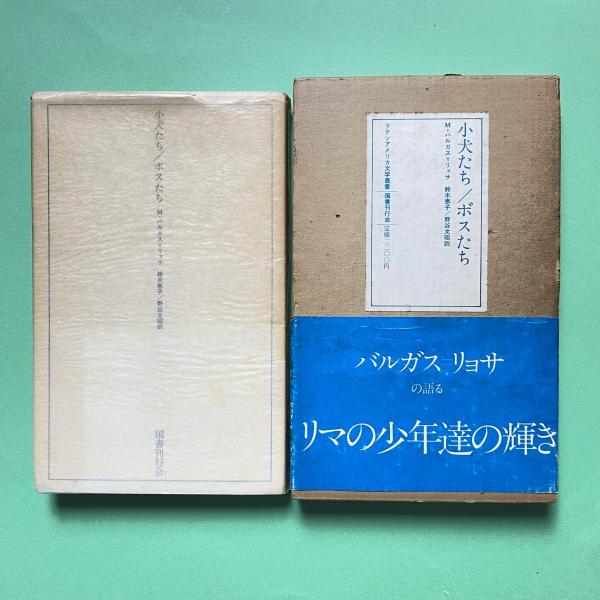 小犬たち／ボスたち
M・バルガス＝リョサ 鈴木恵子／野谷文昭訳
国書刊行会
小犬たち／ボスたち
M・バルガス＝リョサ 鈴木恵子／野谷文昭訳
ラテンアメリカ文学叢書 国書刊行会 定価二二〇〇円
バルガス＝リョサ
の語る
リマの少年達の輝き